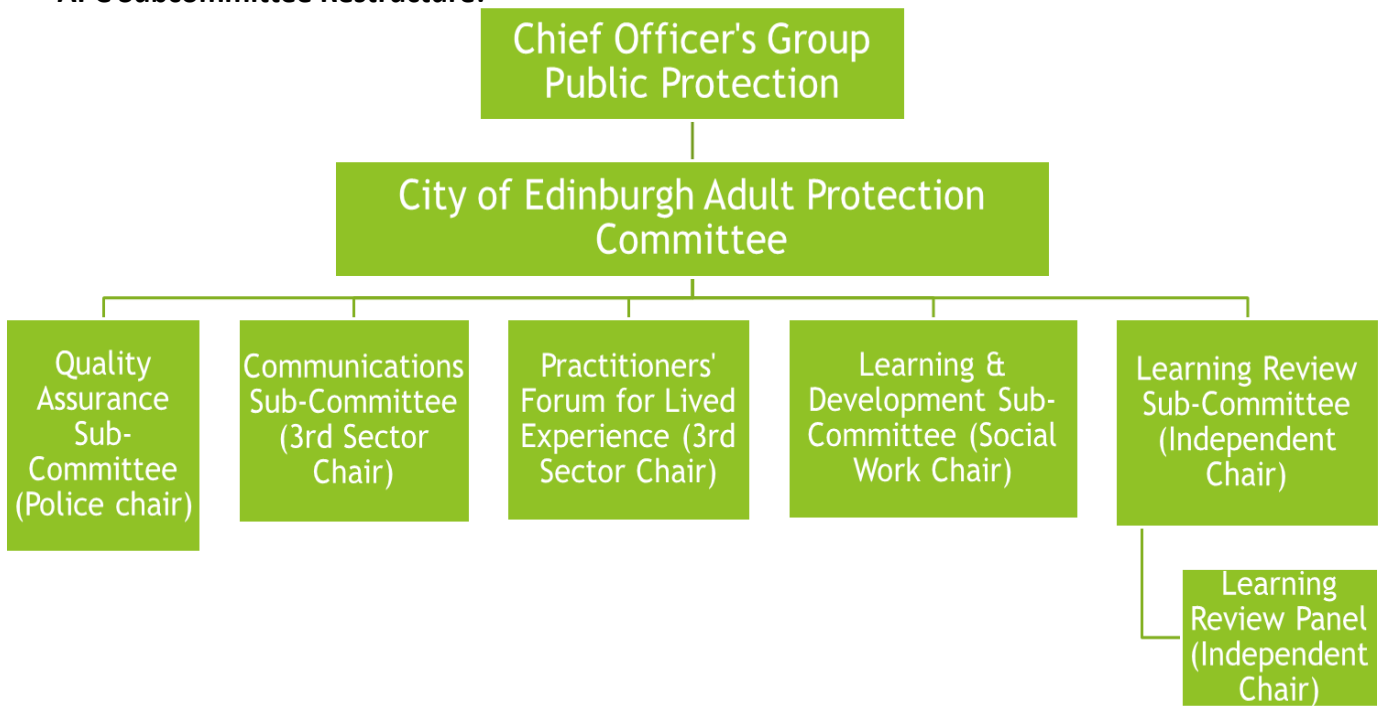 Subcommittee Restructure:
Chief Officer's Group
Public Protection
City of Edinburgh Adult Protection
Committee
Quality
Assurance
Sub-
Committee
(Police chair)
Communications
Sub-Committee
(3rd Sector
Chair)
Practitioners'
Forum for Lived
Experience (3rd
Sector Chair)
Learning &
Development Sub-
Committee (Social
Work Chair)
Learning Review
Sub-Committee
(Independent
Chair)
Learning
Review Panel
(Independent
Chair)